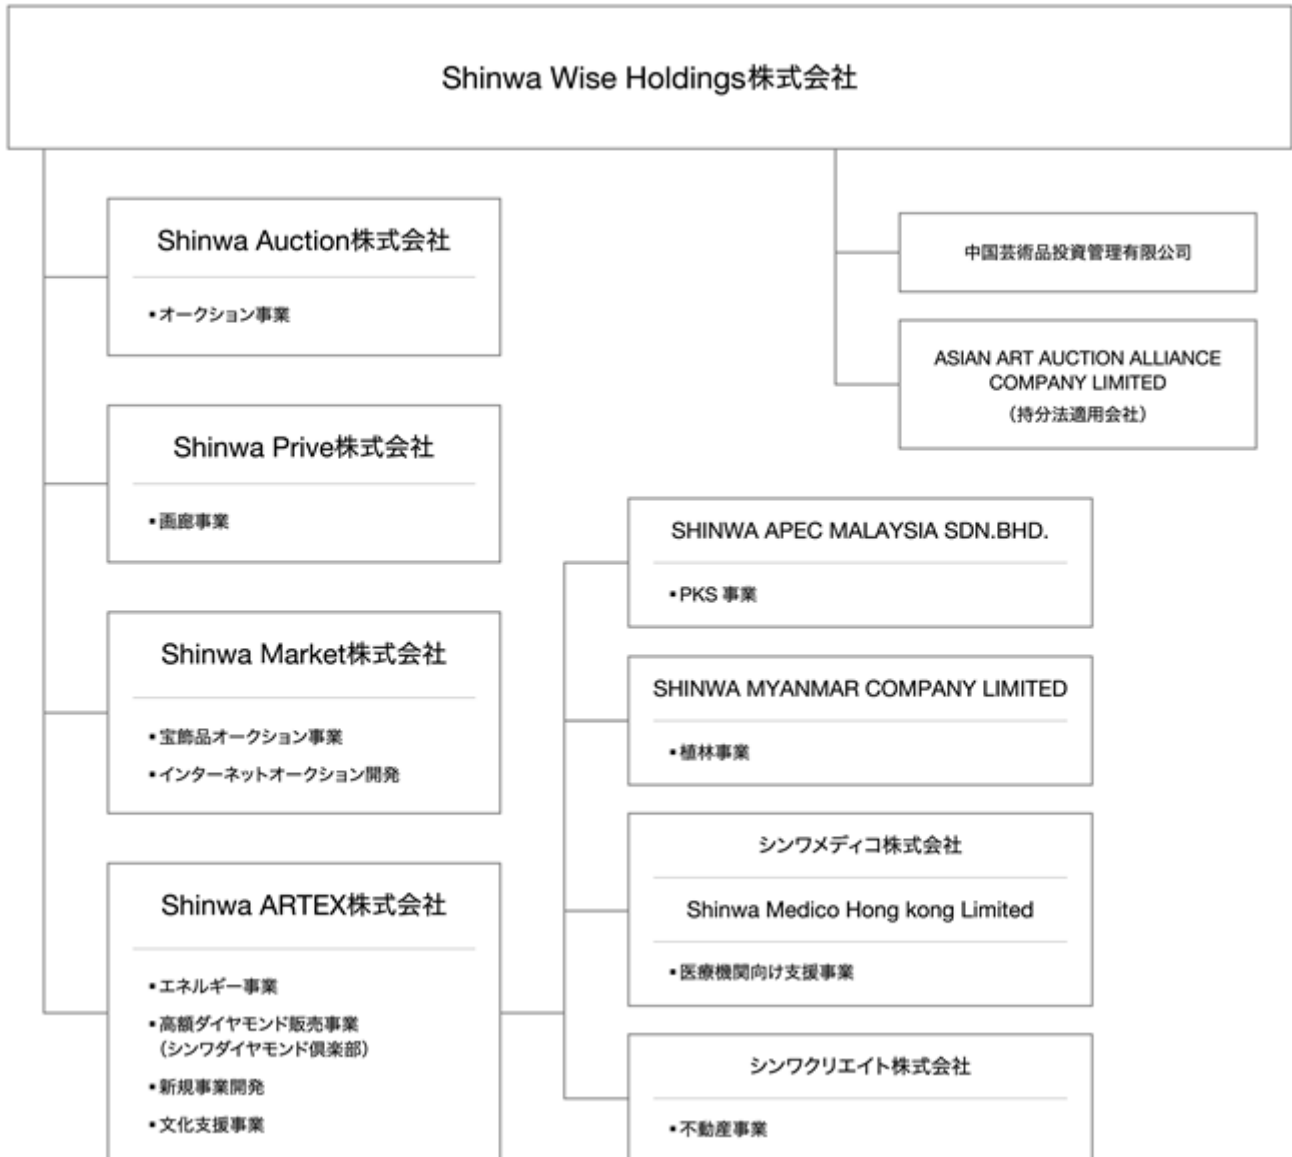 Shinwa Wise Holdings株式会社
Shinwa Auction株式会社
▪オークション事業
Shinwa Prive株式会社
▪画廊事業
Shinwa Market株式会社
▪宝飾品オークション事業
▪インターネットオークション開発
Shinwa ARTEX株式会社
▪エネルギー事業
▪高額ダイヤモンド販売事業
（シンワダイヤモンド倶楽部）
▪新規事業開発
▪文化支援事業
中国芸術品投資管理有限公司
ASIAN ART AUCTION ALLIANCE
COMPANY LIMITED
（持分法適用会社）
SHINWA APEC MALAYSIA SDN.BHD.
▪PKS 事業
SHINWA MYANMAR COMPANY LIMITED
▪植林事業
シンワメディコ株式会社
Shinwa Medico Hong kong Limited
▪医療機関向け支援事業
シンワクリエイト株式会社
▪不動産事業